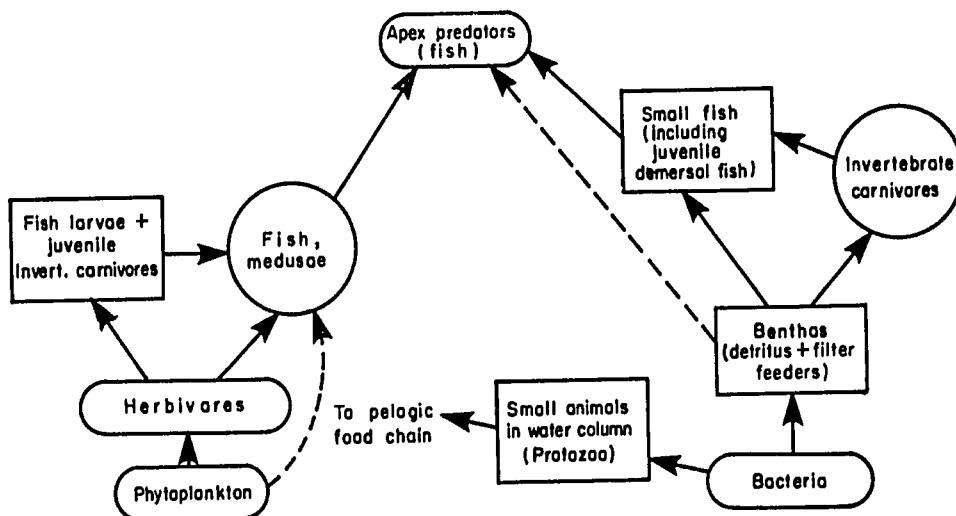 Apex predators
(fish)
Small fish
(including
juvenile
demersal fish)
Invertebrate
carnivores
Fish larvae +
juvenile
Invert. carnivores
Fish,
medusae
Benthos
(detritus + filter
feeders)
Herbivores
To pelagic
food chain
Small animals
in water column
(Protozoa)
Phytoplankton
Bacteria